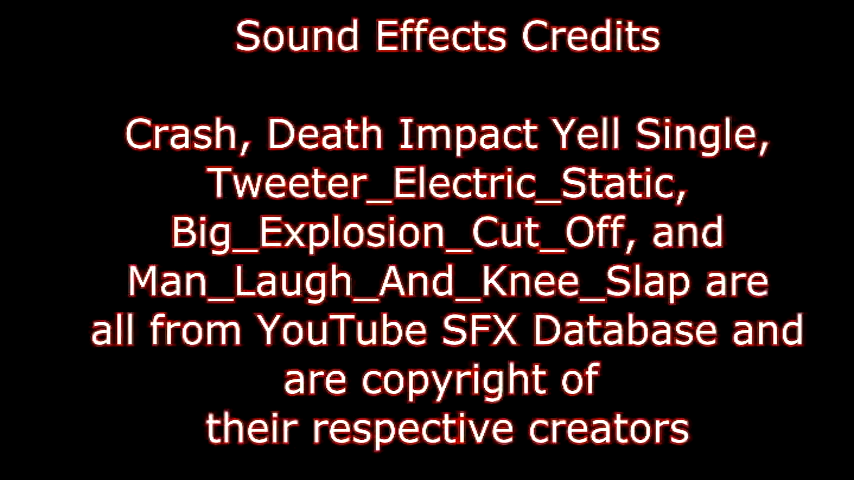 Sound Effects Credits
Crash, Death Impact Yell Single,
Tweeter_Electric_Static,
Big_Explosion_Cut_Off, and
Man_Laugh_And_Knee_Slap are
all from YouTube SFX Database and
are copyright of
their respective creators